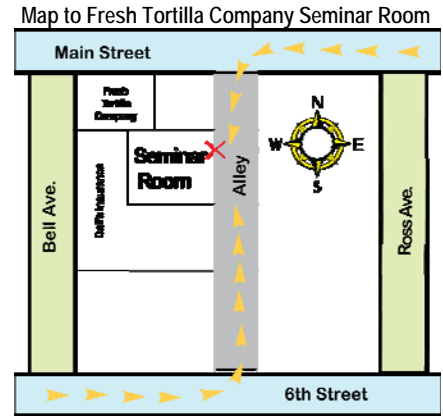 Map to Fresh Tortilla Company Seminar Room
Main Street
Fresh
Tortilla
Company
N
W
E
S
Seminar
Room
Alley
Bell Ave.
Ross Ave.
6th Street